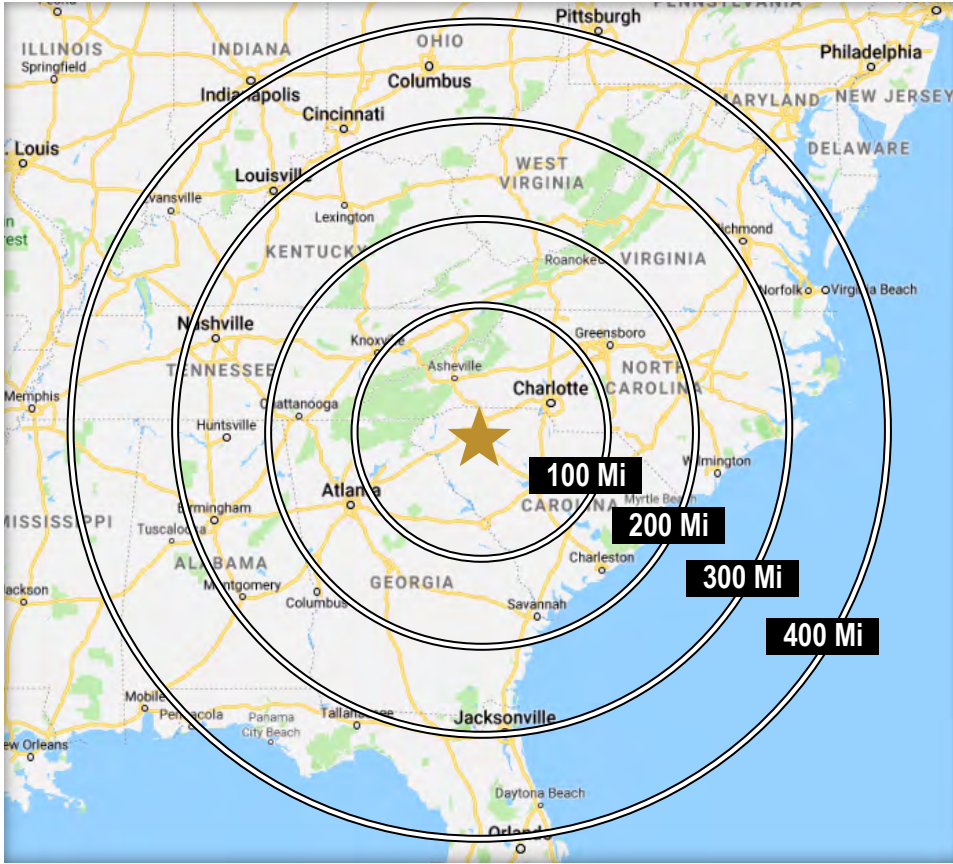 Pittsburgh
OHIO
ILLINOIS
INDIANA
Springfield
Columbus
Philadelphia
Indianapolis
MARYLAND
NEW JERSEY
Cincinnati
DELAWARE
Louis
WEST
VIRGINIA
Louisville
Evansville
Lexington
Richmond
KENTUCKY
Roanoke
VIRGINIA
Norfolk
Virginia Beach
Nashville
Knoxville
Greensboro
Asheville
TENNESSEE
NORTH
CAROLINA
Charlotte
Memphis
Chattanooga
Huntsville
Wilmington
100 Mi
Atlanta
Myrtle Beach
CAROLINA
Birmingham
MISSISSIPPI
200 Mi
Tuscaloosa
Charleston
ALABAMA
300 Mi
Montgomery
GEORGIA
Jackson
Columbus
Savannah
400 Mi
Mobile
Pensacola
Panama
City Beach
Tallahassee
Jacksonville
New Orleans
Daytona Beach
Orlando